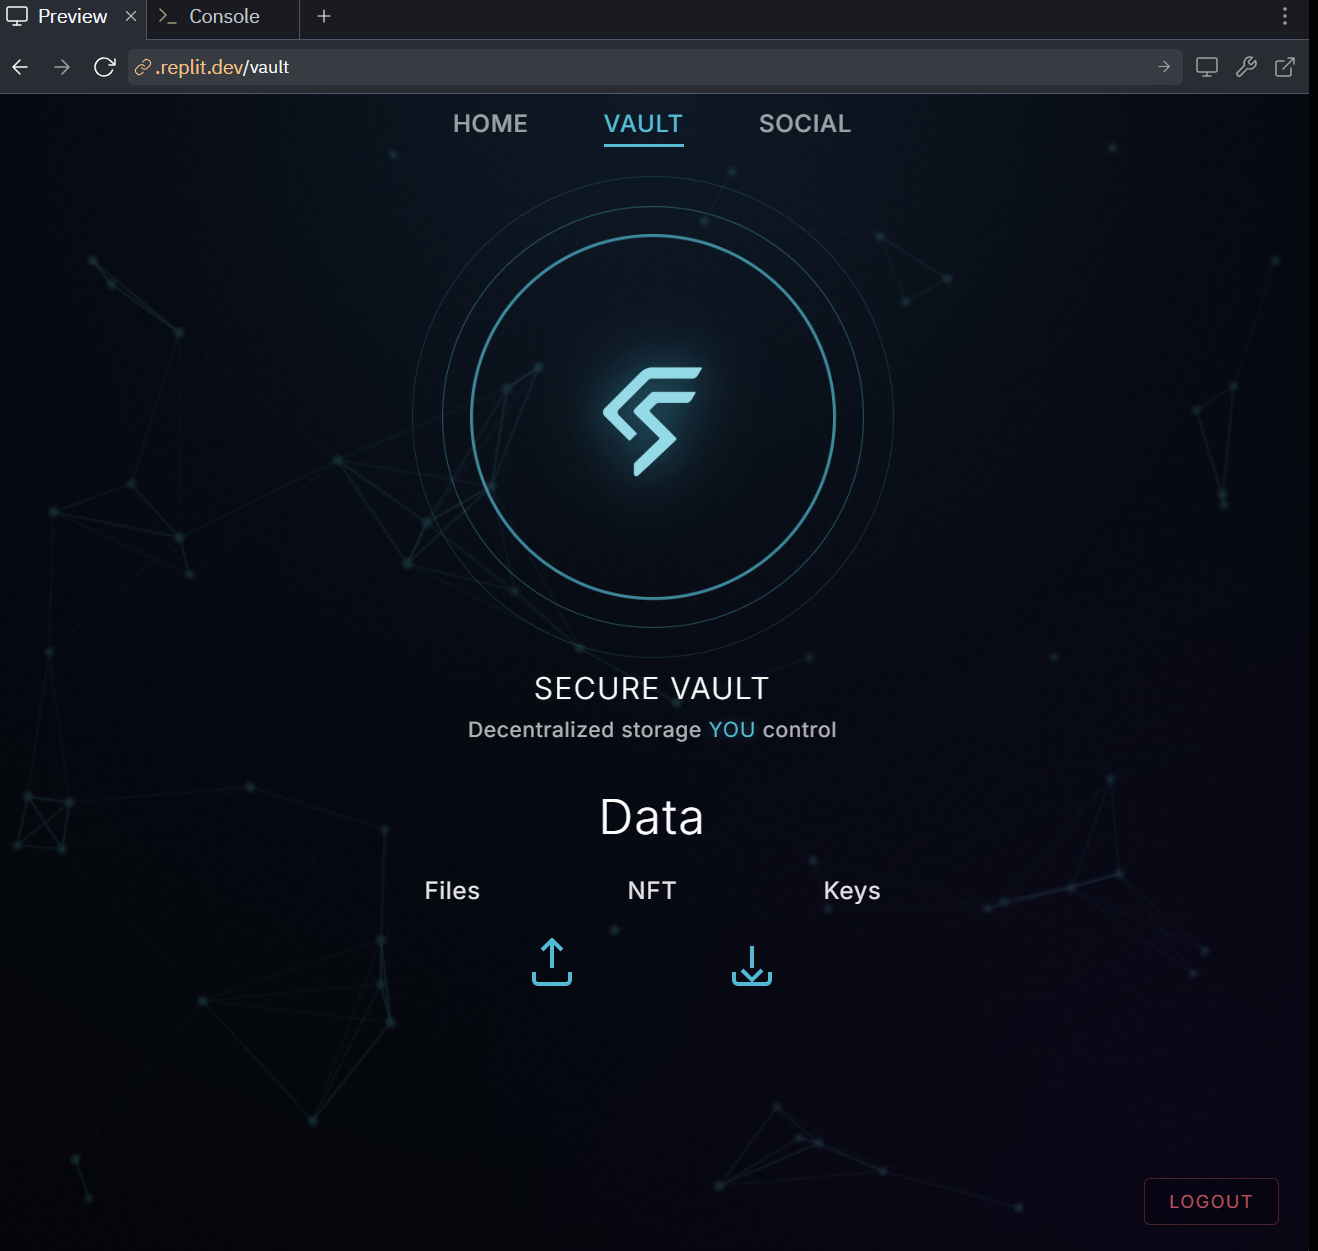 Preview
Console
.replit.dev/vault
HOME VAULT SOCIAL
SECURE VAULT
Decentralized storage YOU control
Data
Files NFT Keys
LOGOUT